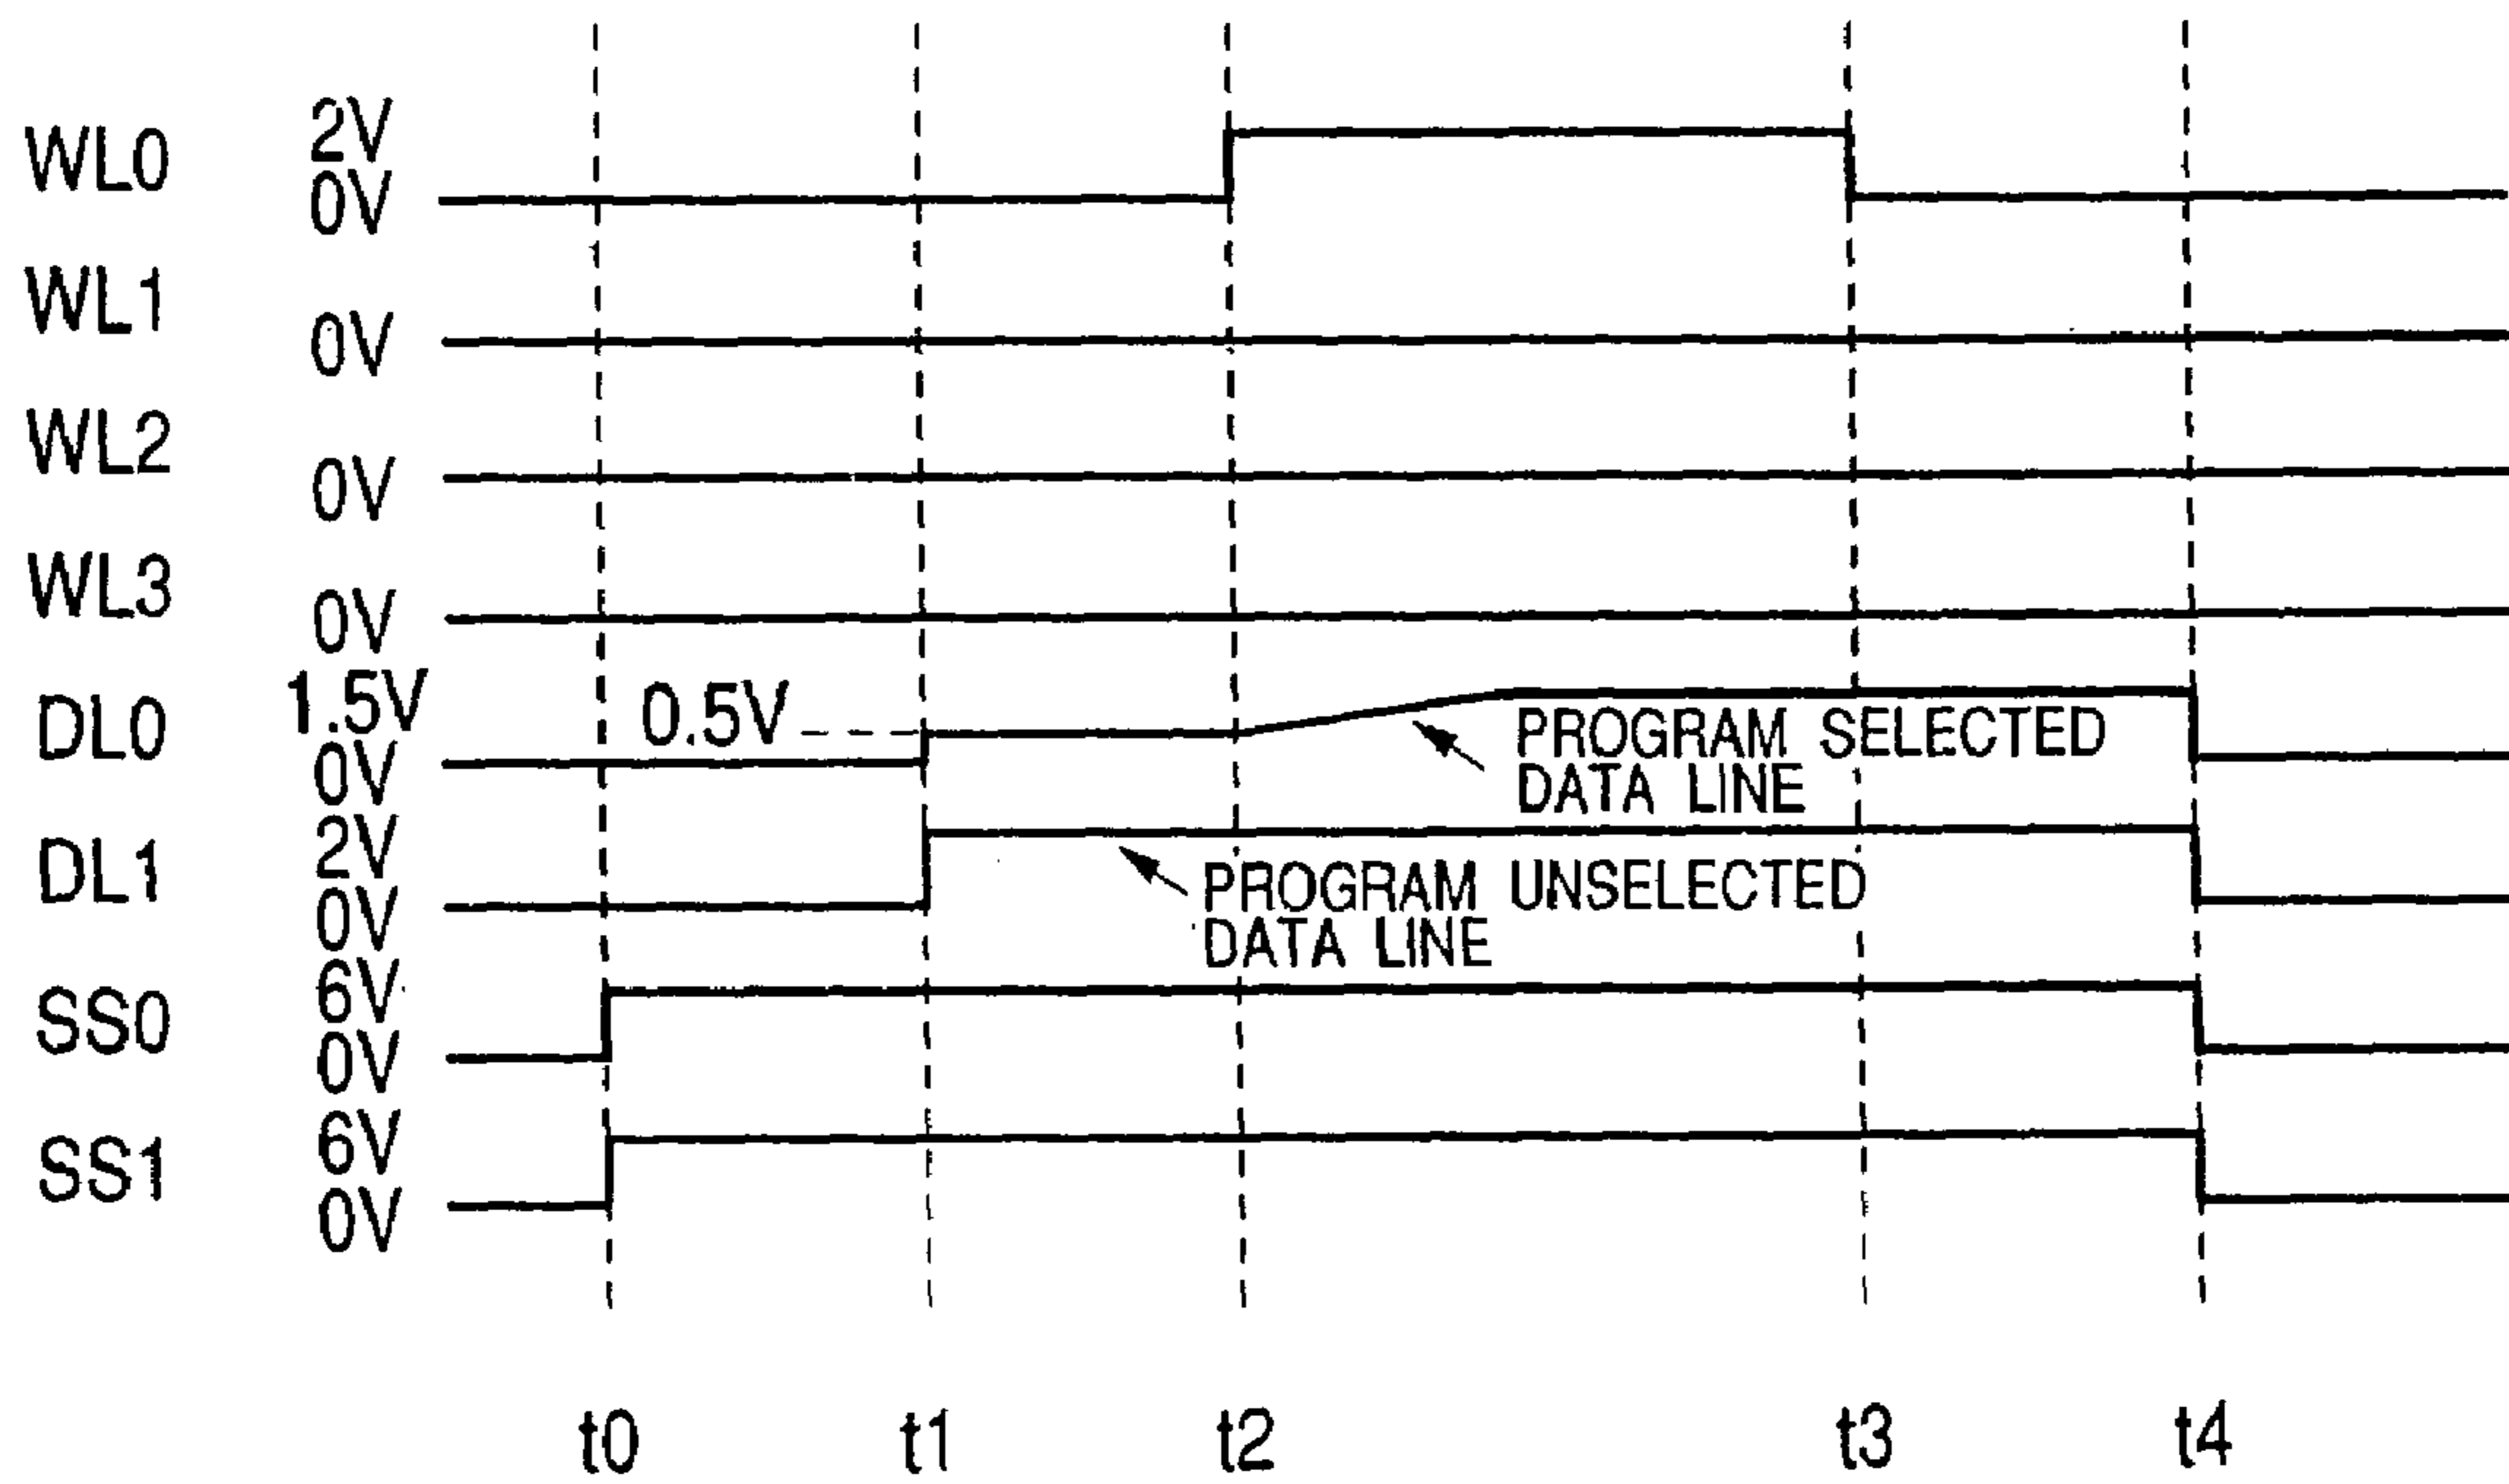 WL0 2V
0V
WL1 0V
WL2 0V
WL3 0V
DL0 1.5V 0.5V
0V
PROGRAM SELECTED
DATA LINE
DL1 2V
0V
PROGRAM UNSELECTED
DATA LINE
SS0 6V
0V
SS1 6V
0V
t0 t1 t2 t3 t4